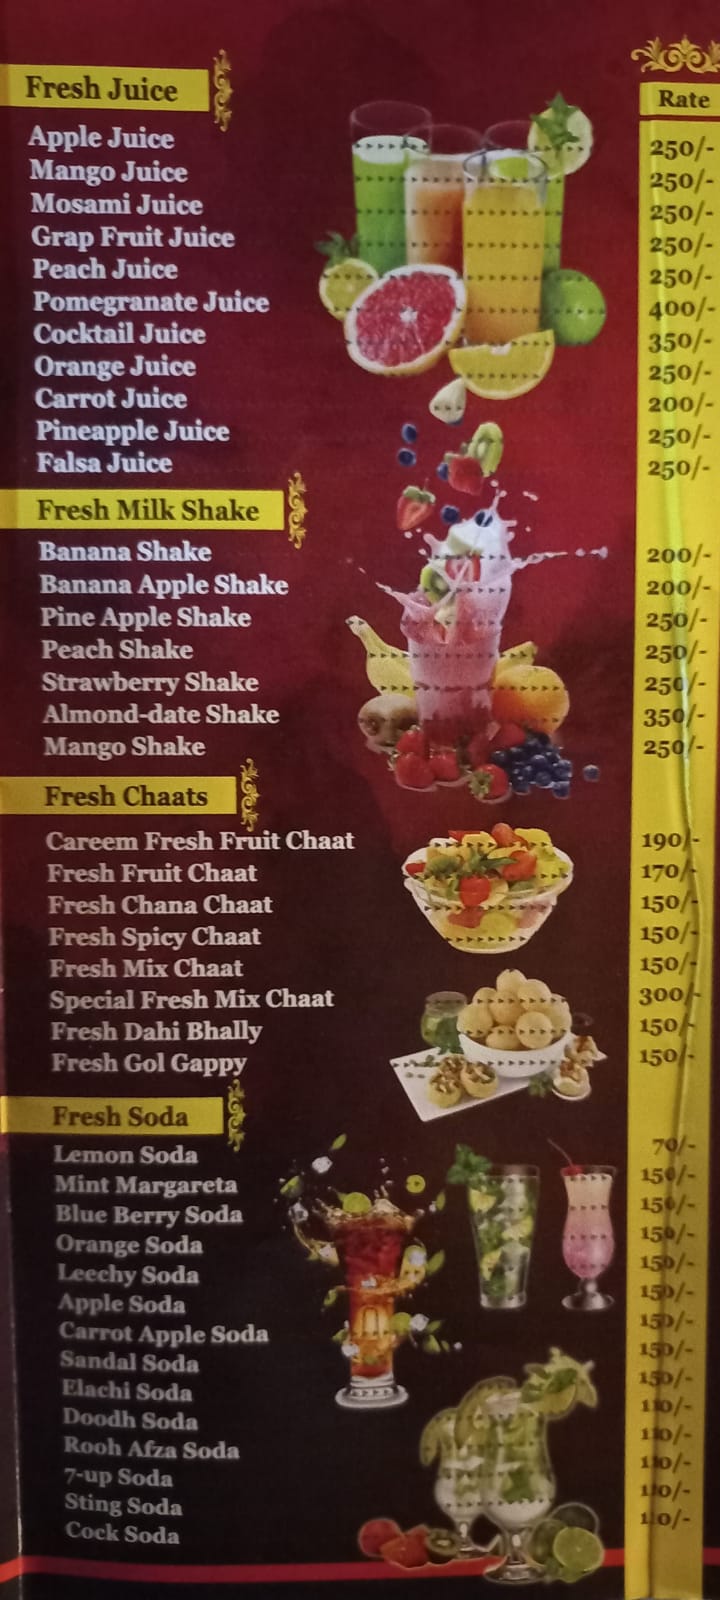 Rate
Fresh Juice
Apple Juice 250/-
Mango Juice 250/-
Mosami Juice 250/-
Grap Fruit Juice 250/-
Peach Juice 250/-
Pomegranate Juice 400/-
Cocktail Juice 350/-
Orange Juice 250/-
Carrot Juice 200/-
Pineapple Juice 250/-
Falsa Juice 250/-
Fresh Milk Shake
Banana Shake 200/-
Banana Apple Shake 200/-
Pine Apple Shake 250/-
Peach Shake 250/-
Strawberry Shake 250/-
Almond-date Shake 350/-
Mango Shake 250/-
Fresh Chaats
Careem Fresh Fruit Chaat 190/-
Fresh Fruit Chaat 170/-
Fresh Chana Chaat 150/-
Fresh Spicy Chaat 150/-
Fresh Mix Chaat 150/-
Special Fresh Mix Chaat 300/-
Fresh Dahi Bhally 150/-
Fresh Gol Gappy 150/-
Fresh Soda
Lemon Soda 70/-
Mint Margareta 150/-
Blue Berry Soda 150/-
Orange Soda 150/-
Leechy Soda 150/-
Apple Soda 150/-
Carrot Apple Soda 150/-
Sandal Soda 150/-
Elachi Soda 150/-
Doodh Soda 110/-
Rooh Afza Soda 110/-
7-up Soda 110/-
Sting Soda 110/-
Cock Soda 110/-